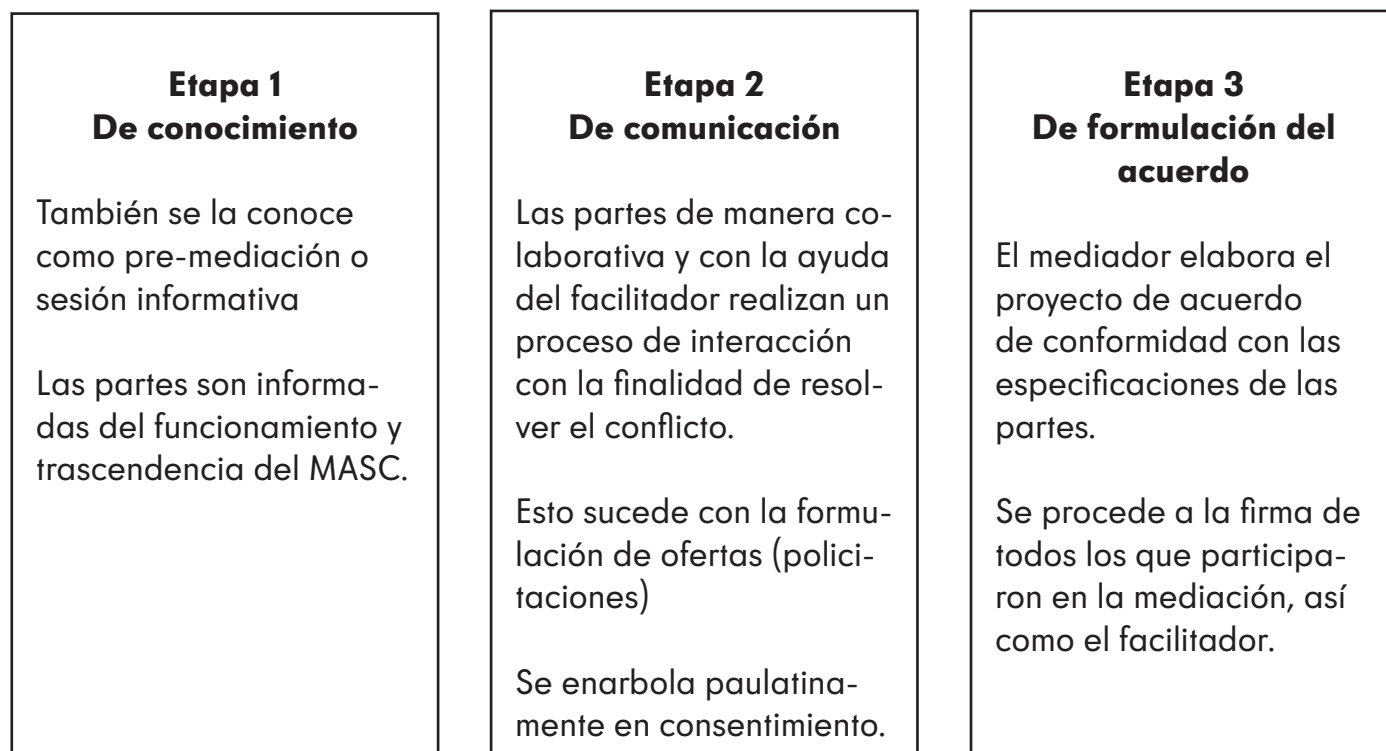 Etapa 1
De conocimiento
También se la conoce
como pre-mediación o
sesión informativa
Las partes son informa-
das del funcionamiento y
trascendencia del MASC.
Etapa 2
De comunicación
Las partes de manera co-
laborativa y con la ayuda
del facilitador realizan un
proceso de interacción
con la finalidad de resol-
ver el conflicto.
Esto sucede con la formu-
lación de ofertas (polici-
taciones)
Se enarbola paulatina-
mente en consentimiento.
Etapa 3
De formulación del
acuerdo
El mediador elabora el
proyecto de acuerdo
de conformidad con las
especificaciones de las
partes.
Se procede a la firma de
todos los que participa-
ron en la mediación, así
como el facilitador.